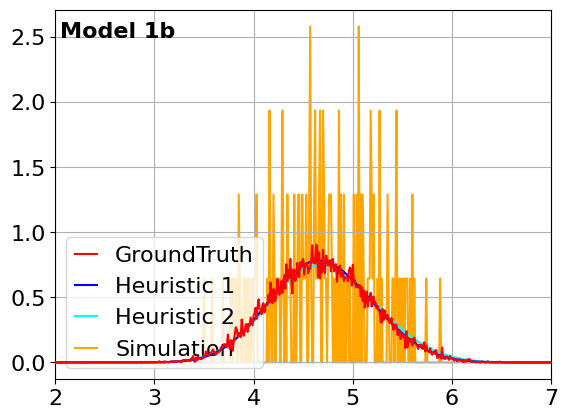 Model 1b
2.5
2.0
1.5
1.0
0.5
0.0
GroundTruth
Heuristic 1
Heuristic 2
Simulation
2 3 4 5 6 7